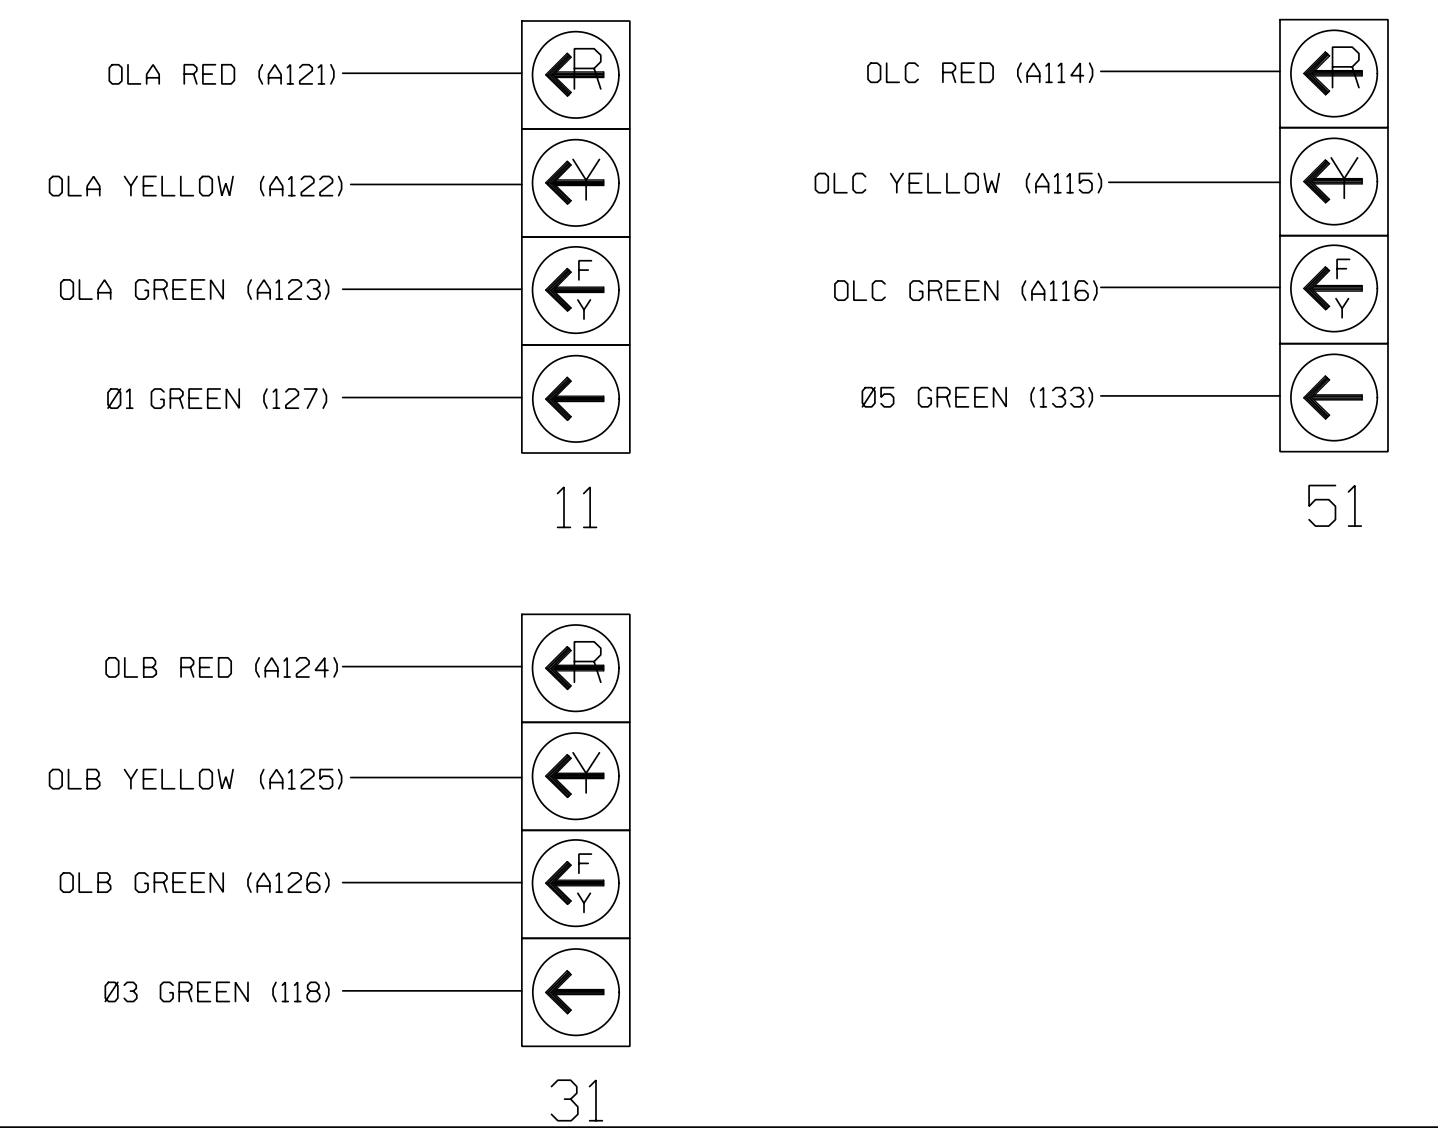 OLA RED (A121)
R
OLA YELLOW (A122)
Y
OLA GREEN (A123)
F
Y
Ø1 GREEN (127)
11
OLC RED (A114)
R
OLC YELLOW (A115)
Y
OLC GREEN (A116)
F
Y
Ø5 GREEN (133)
51
OLB RED (A124)
R
OLB YELLOW (A125)
Y
OLB GREEN (A126)
F
Y
Ø3 GREEN (118)
31